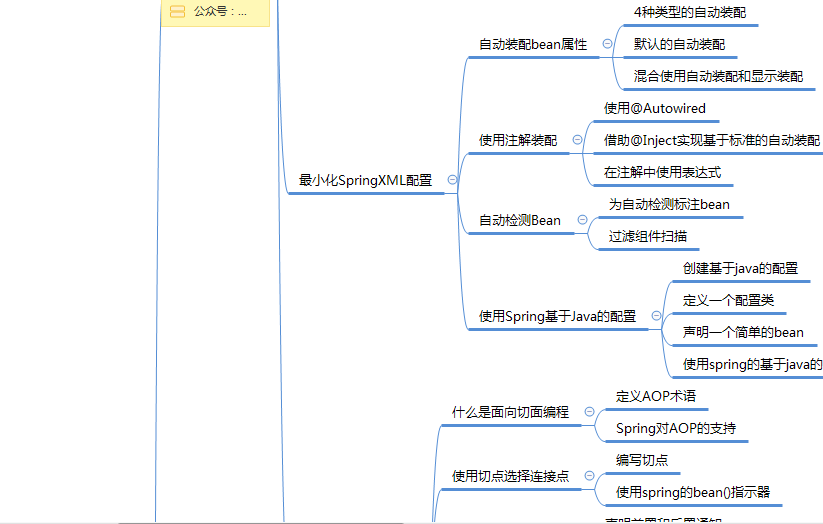 公众号：...
4种类型的自动装配
自动装配bean属性
默认的自动装配
混合使用自动装配和显示装配
使用@Autowired
使用注解装配
借助@Inject实现基于标准的自动装配
在注解中使用表达式
最小化SpringXML配置
为自动检测标注bean
自动检测Bean
过滤组件扫描
创建基于java的配置
定义一个配置类
使用Spring基于Java的配置
声明一个简单的bean
使用spring的基于java的
定义AOP术语
什么是面向切面编程
Spring对AOP的支持
编写切点
使用切点选择连接点
使用spring的bean()指示器
声明前置和后置通知